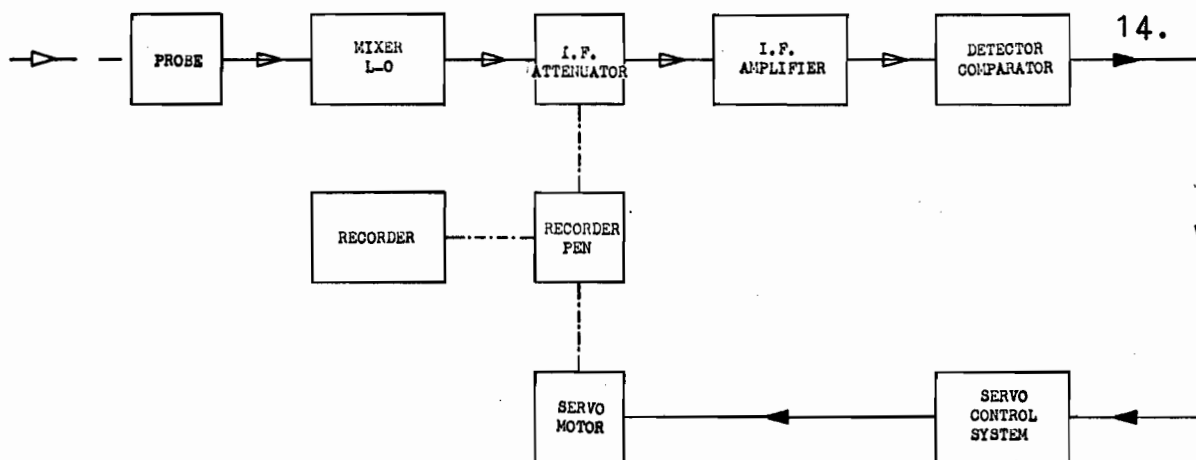 14.
PROBE
MIXER
L-O
I.F.
ATTENUATOR
I.F.
AMPLIFIER
DETECTOR
COMPARATOR
RECORDER
RECORDER
PEN
SERVO
MOTOR
SERVO
CONTROL
SYSTEM